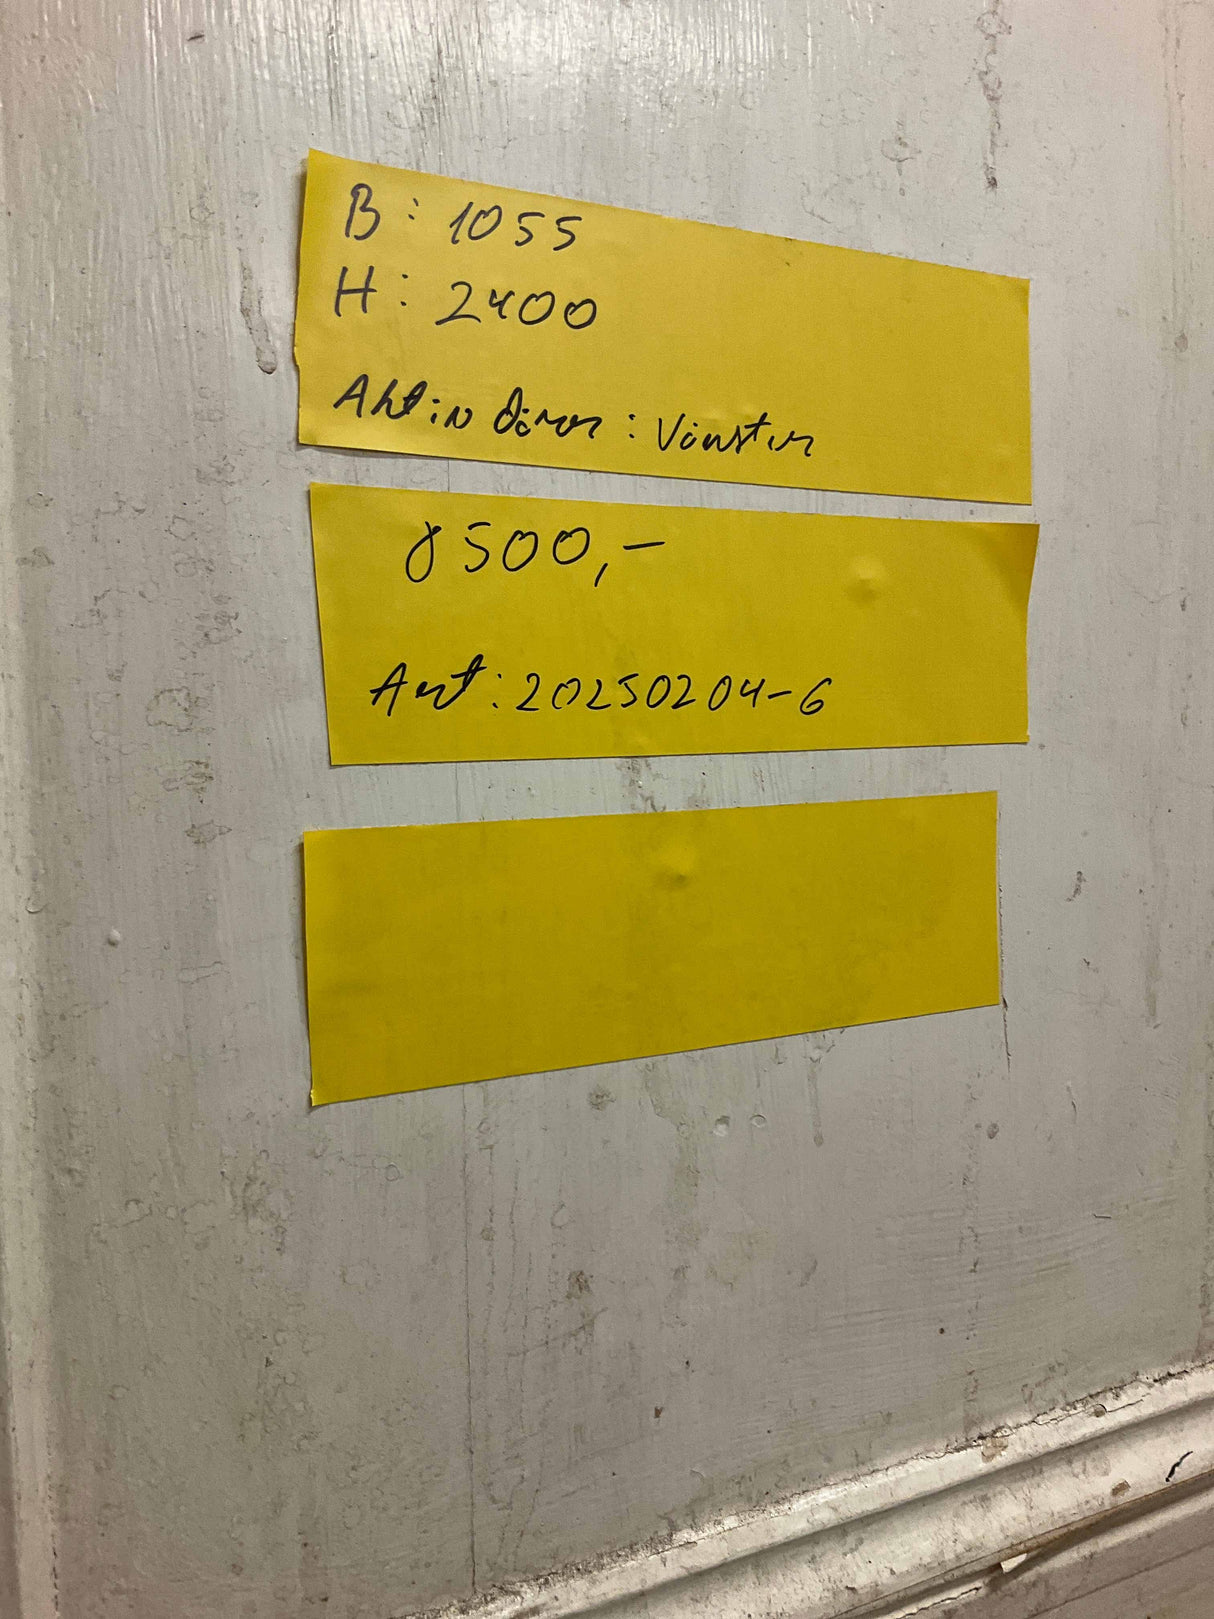 B: 1055
H: 2400
Aktiv dörr: Vänster
8500,-
Art: 20250204-6